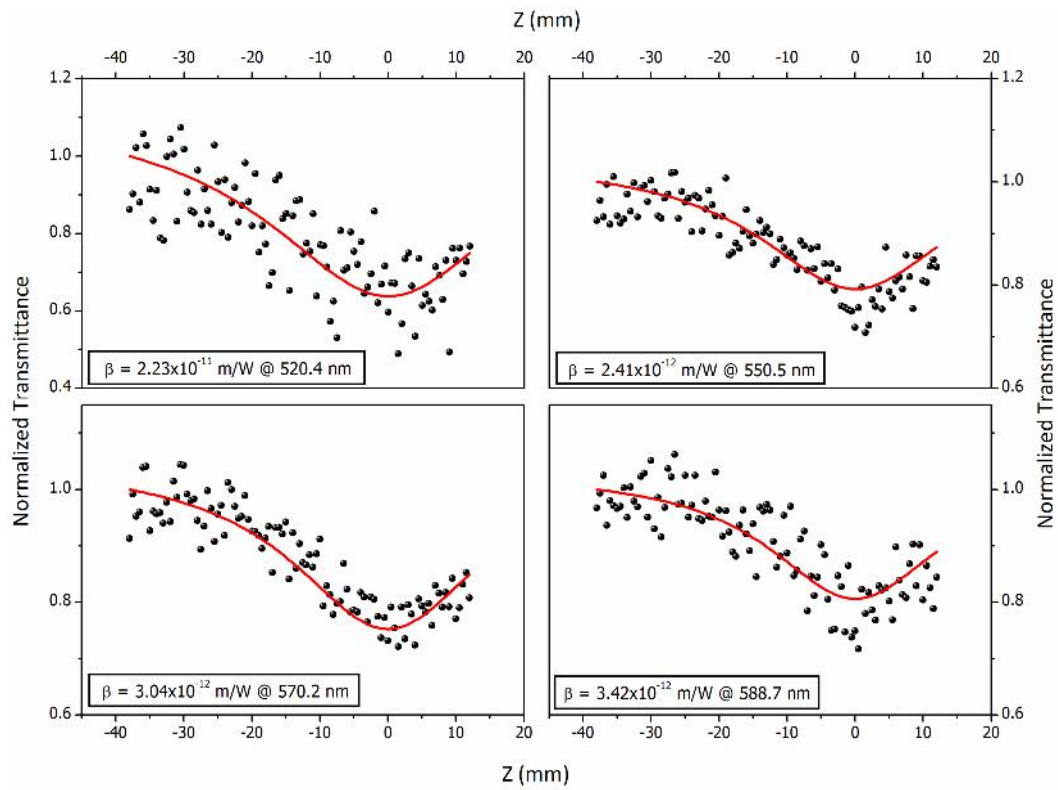 Z (mm)
-40 -30 -20 -10 0 10 20 -40 -30 -20 -10 0 10 20
1.2 1.2
1.0 1.0
0.8 0.8
0.6 0.6
0.4
β = 2.23x10⁻¹¹ m/W @ 520.4 nm
β = 2.41x10⁻¹² m/W @ 550.5 nm
Normalized Transmittance
Normalized Transmittance
1.0 1.0
0.8 0.8
0.6 0.6
β = 3.04x10⁻¹² m/W @ 570.2 nm
β = 3.42x10⁻¹² m/W @ 588.7 nm
-40 -30 -20 -10 0 10 20 -40 -30 -20 -10 0 10 20
Z (mm)